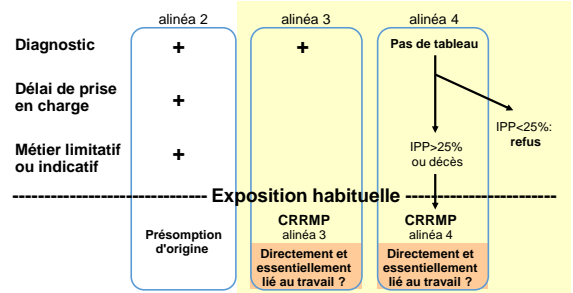 alinéa 2
alinéa 3
alinéa 4
Diagnostic
+
+
Pas de tableau
Délai de prise
en charge
+
IPP<25%:
refus
Métier limitatif
ou indicatif
+
IPP>25%
ou décès
Exposition habituelle
Présomption
d'origine
CRRMP
alinéa 3
Directement et
essentiellement
lié au travail ?
CRRMP
alinéa 4
Directement et
essentiellement
lié au travail ?